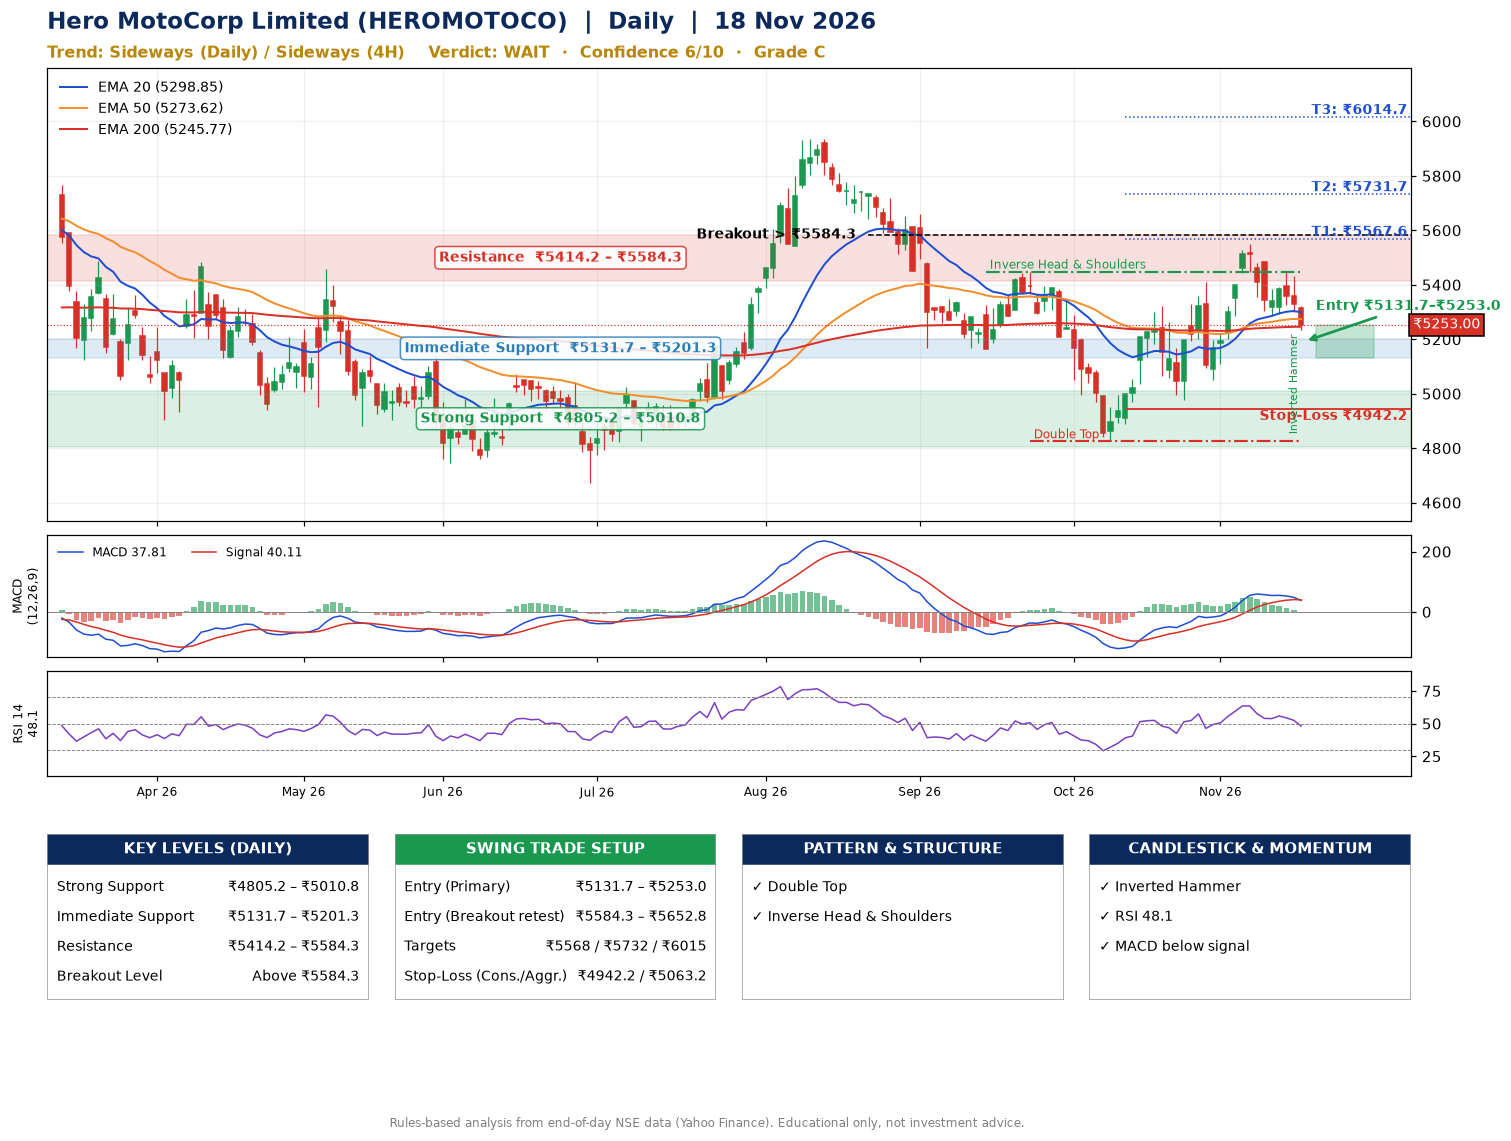 Hero MotoCorp Limited (HEROMOTOCO)  |  Daily  |  18 Nov 2026
Trend: Sideways (Daily) / Sideways (4H)    Verdict: WAIT  ·  Confidence 6/10  ·  Grade C
EMA 20 (5298.85)
EMA 50 (5273.62)
EMA 200 (5245.77)
T3: ₹6014.7
T2: ₹5731.7
T1: ₹5567.6
Breakout > ₹5584.3
Resistance  ₹5414.2 – ₹5584.3
Inverse Head & Shoulders
Entry ₹5131.7–₹5253.0
₹5253.00
Immediate Support  ₹5131.7 – ₹5201.3
Inverted Hammer
Strong Support  ₹4805.2 – ₹5010.8
Stop-Loss ₹4942.2
Double Top
6000
5800
5600
5400
5200
5000
4800
4600
MACD 37.81
Signal 40.11
MACD
(12,26,9)
200
0
RSI 14
48.1
75
50
25
Apr 26
May 26
Jun 26
Jul 26
Aug 26
Sep 26
Oct 26
Nov 26
KEY LEVELS (DAILY)
Strong Support ₹4805.2 – ₹5010.8
Immediate Support ₹5131.7 – ₹5201.3
Resistance ₹5414.2 – ₹5584.3
Breakout Level Above ₹5584.3
SWING TRADE SETUP
Entry (Primary) ₹5131.7 – ₹5253.0
Entry (Breakout retest) ₹5584.3 – ₹5652.8
Targets ₹5568 / ₹5732 / ₹6015
Stop-Loss (Cons./Aggr.) ₹4942.2 / ₹5063.2
PATTERN & STRUCTURE
✓ Double Top
✓ Inverse Head & Shoulders
CANDLESTICK & MOMENTUM
✓ Inverted Hammer
✓ RSI 48.1
✓ MACD below signal
Rules-based analysis from end-of-day NSE data (Yahoo Finance). Educational only, not investment advice.